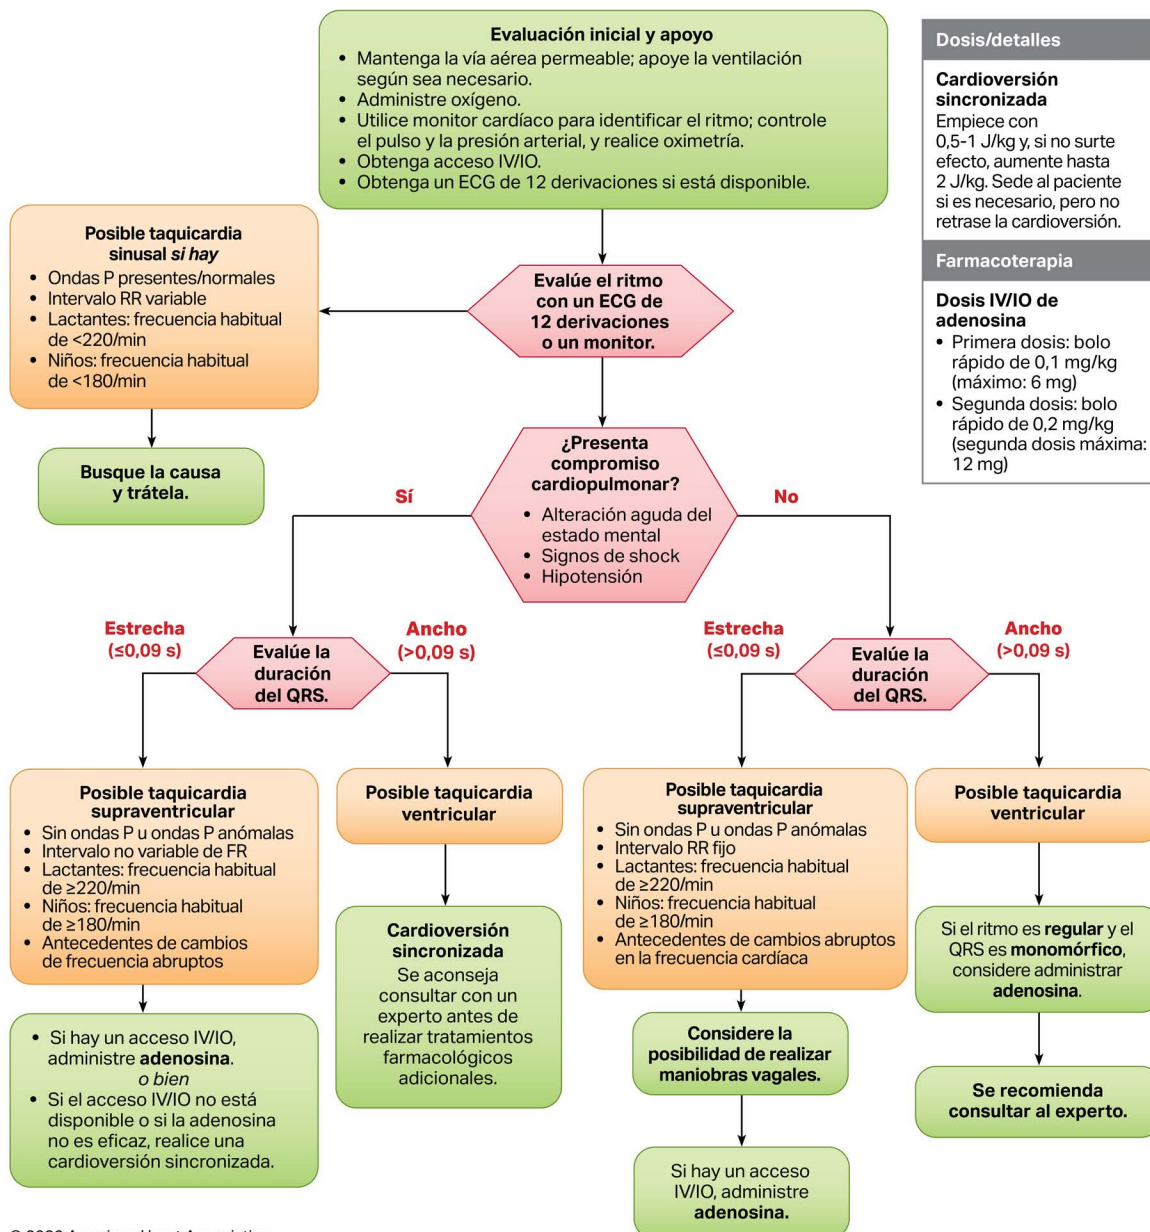 Evaluación inicial y apoyo
• Mantenga la vía aérea permeable; apoye la ventilación
según sea necesario.
• Administre oxígeno.
• Utilice monitor cardíaco para identificar el ritmo; controle
el pulso y la presión arterial, y realice oximetría.
• Obtenga acceso IV/IO.
• Obtenga un ECG de 12 derivaciones si está disponible.
Dosis/detalles
Cardioversión
sincronizada
Empiece con
0,5-1 J/kg y, si no surte
efecto, aumente hasta
2 J/kg. Sede al paciente
si es necesario, pero no
retrase la cardioversión.
Farmacoterapia
Dosis IV/IO de
adenosina
• Primera dosis: bolo
rápido de 0,1 mg/kg
(máximo: 6 mg)
• Segunda dosis: bolo
rápido de 0,2 mg/kg
(segunda dosis máxima:
12 mg)
Posible taquicardia
sinusal si hay
• Ondas P presentes/normales
• Intervalo RR variable
• Lactantes: frecuencia habitual
de <220/min
• Niños: frecuencia habitual
de <180/min
Evalúe el ritmo
con un ECG de
12 derivaciones
o un monitor.
Busque la causa
y trátela.
¿Presenta
compromiso
cardiopulmonar?
• Alteración aguda del
estado mental
• Signos de shock
• Hipotensión
Sí
No
Estrecha
(≤0,09 s)
Evalúe la
duración
del QRS.
Ancho
(>0,09 s)
Estrecha
(≤0,09 s)
Evalúe la
duración
del QRS.
Ancho
(>0,09 s)
Posible taquicardia
supraventricular
• Sin ondas P u ondas P anómalas
• Intervalo no variable de FR
• Lactantes: frecuencia habitual
de ≥220/min
• Niños: frecuencia habitual
de ≥180/min
• Antecedentes de cambios
de frecuencia abruptos
Posible taquicardia
ventricular
Posible taquicardia
supraventricular
• Sin ondas P u ondas P anómalas
• Intervalo RR fijo
• Lactantes: frecuencia habitual
de ≥220/min
• Niños: frecuencia habitual
de ≥180/min
• Antecedentes de cambios abruptos
en la frecuencia cardíaca
Posible taquicardia
ventricular
• Si hay un acceso IV/IO,
administre adenosina.
o bien
• Si el acceso IV/IO no está
disponible o si la adenosina
no es eficaz, realice una
cardioversión sincronizada.
Cardioversión
sincronizada
Se aconseja
consultar con un
experto antes de
realizar tratamientos
farmacológicos
adicionales.
Considere la
posibilidad de realizar
maniobras vagales.
Si hay un acceso
IV/IO, administre
adenosina.
Si el ritmo es regular y el
QRS es monomórfico,
considere administrar
adenosina.
Se recomienda
consultar al experto.